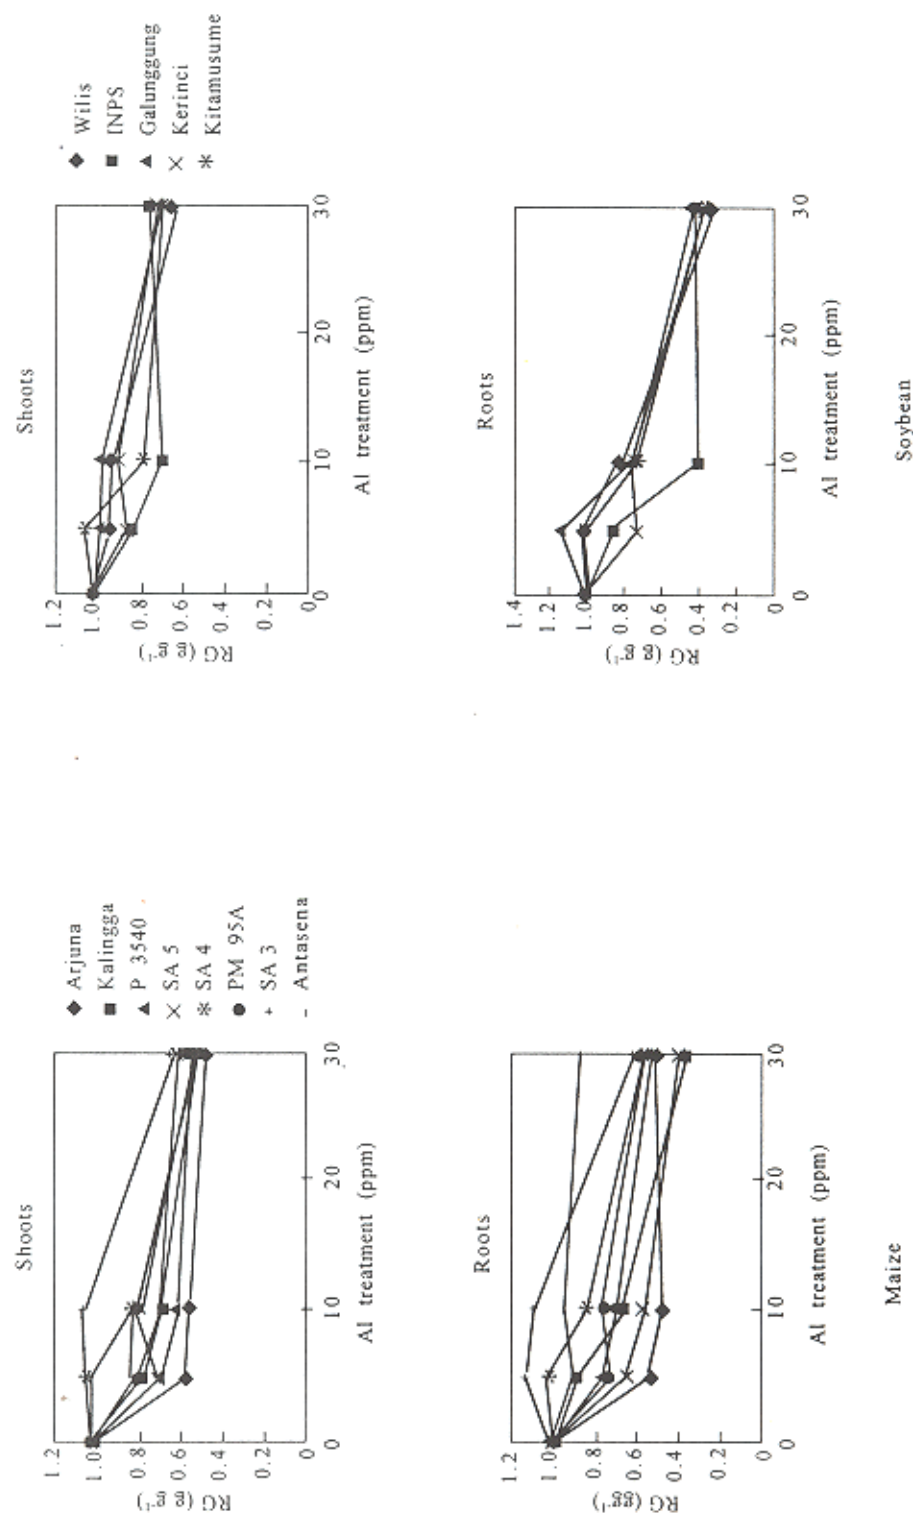 Shoots
1.2
1.0
0.8
0.6
0.4
0.2
0
RG (g g⁻¹)
0
10
20
30
Al treatment (ppm)
Arjuna
Kalingga
P 3540
SA 5
SA 4
PM 95A
SA 3
Antasena
Roots
1.2
1.0
0.8
0.6
0.4
0.2
0
RG (gg⁻¹)
0
10
20
30
Al treatment (ppm)
Maize
Shoots
1.2
1.0
0.8
0.6
0.4
0.2
0
RG (g g⁻¹)
0
10
20
30
Al treatment (ppm)
Wilis
INPS
Galunggung
Kerinci
Kitamusume
Roots
1.4
1.2
1.0
0.8
0.6
0.4
0.2
0
RG (g g⁻¹)
0
10
20
30
Al treatment (ppm)
Soybean